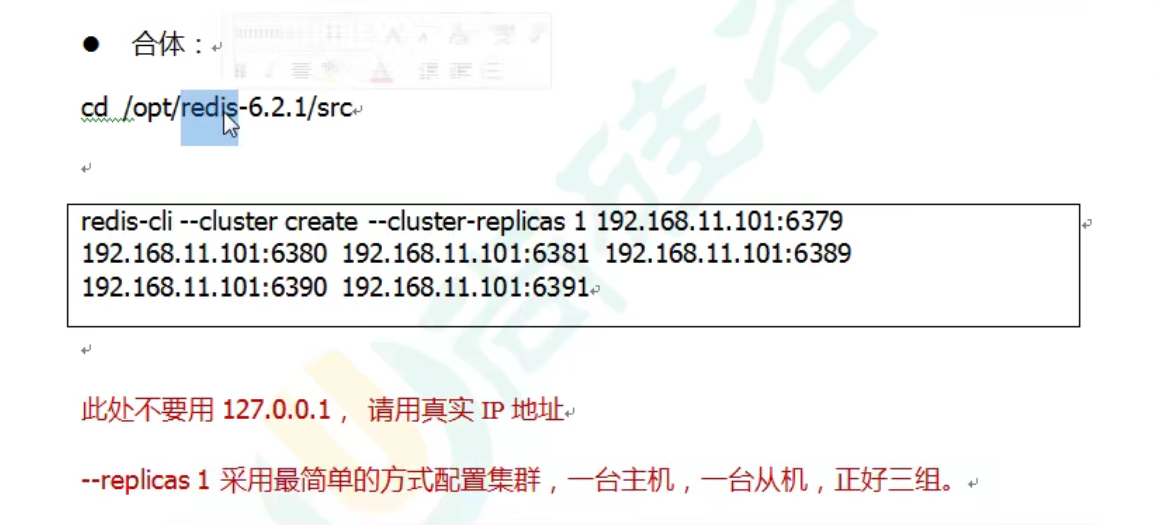 ● 合体：
cd /opt/redis-6.2.1/src
redis-cli --cluster create --cluster-replicas 1 192.168.11.101:6379
192.168.11.101:6380 192.168.11.101:6381 192.168.11.101:6389
192.168.11.101:6390 192.168.11.101:6391
此处不要用 127.0.0.1， 请用真实 IP 地址
--replicas 1 采用最简单的方式配置集群，一台主机，一台从机，正好三组。
尚硅谷